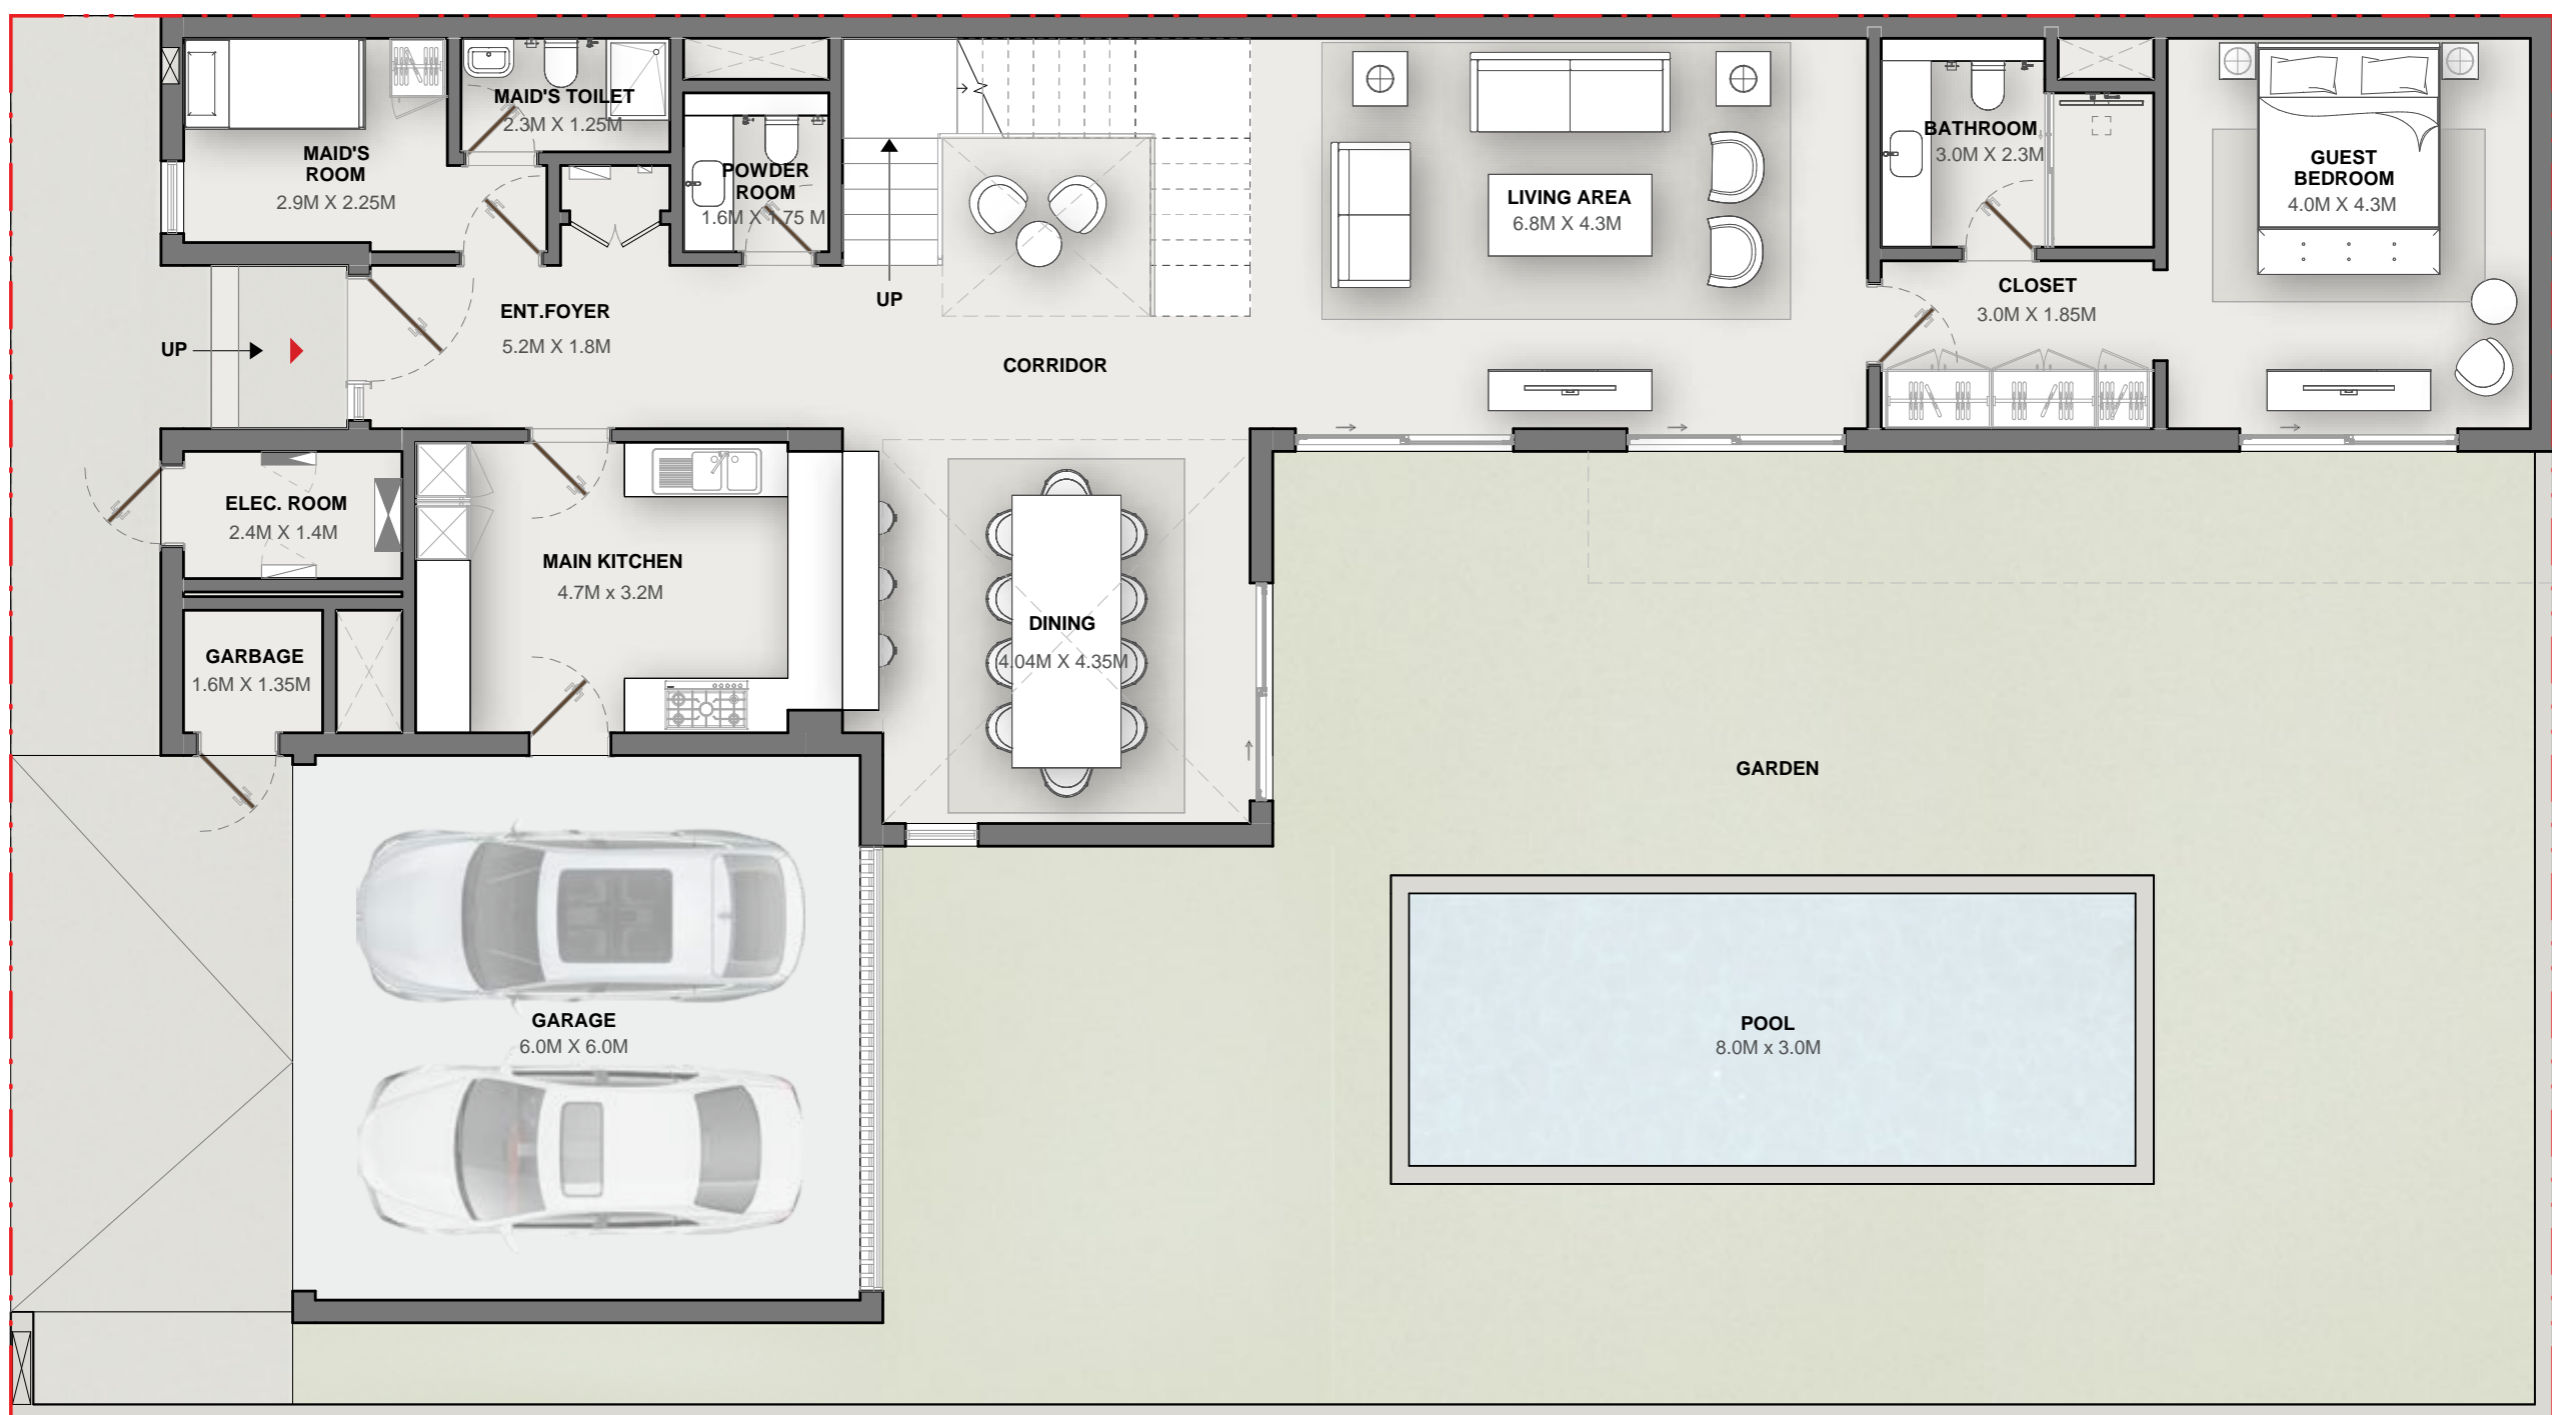 MAID'S
ROOM
2.9M X 2.25M
MAID'S TOILET
2.3M X 1.25M
POWDER
ROOM
1.6M X 1.75 M
UP
LIVING AREA
6.8M X 4.3M
BATHROOM
3.0M X 2.3M
GUEST
BEDROOM
4.0M X 4.3M
CLOSET
3.0M X 1.85M
UP
ENT.FOYER
5.2M X 1.8M
CORRIDOR
ELEC. ROOM
2.4M X 1.4M
MAIN KITCHEN
4.7M x 3.2M
DINING
4.04M X 4.35M
GARBAGE
1.6M X 1.35M
GARDEN
GARAGE
6.0M X 6.0M
POOL
8.0M x 3.0M